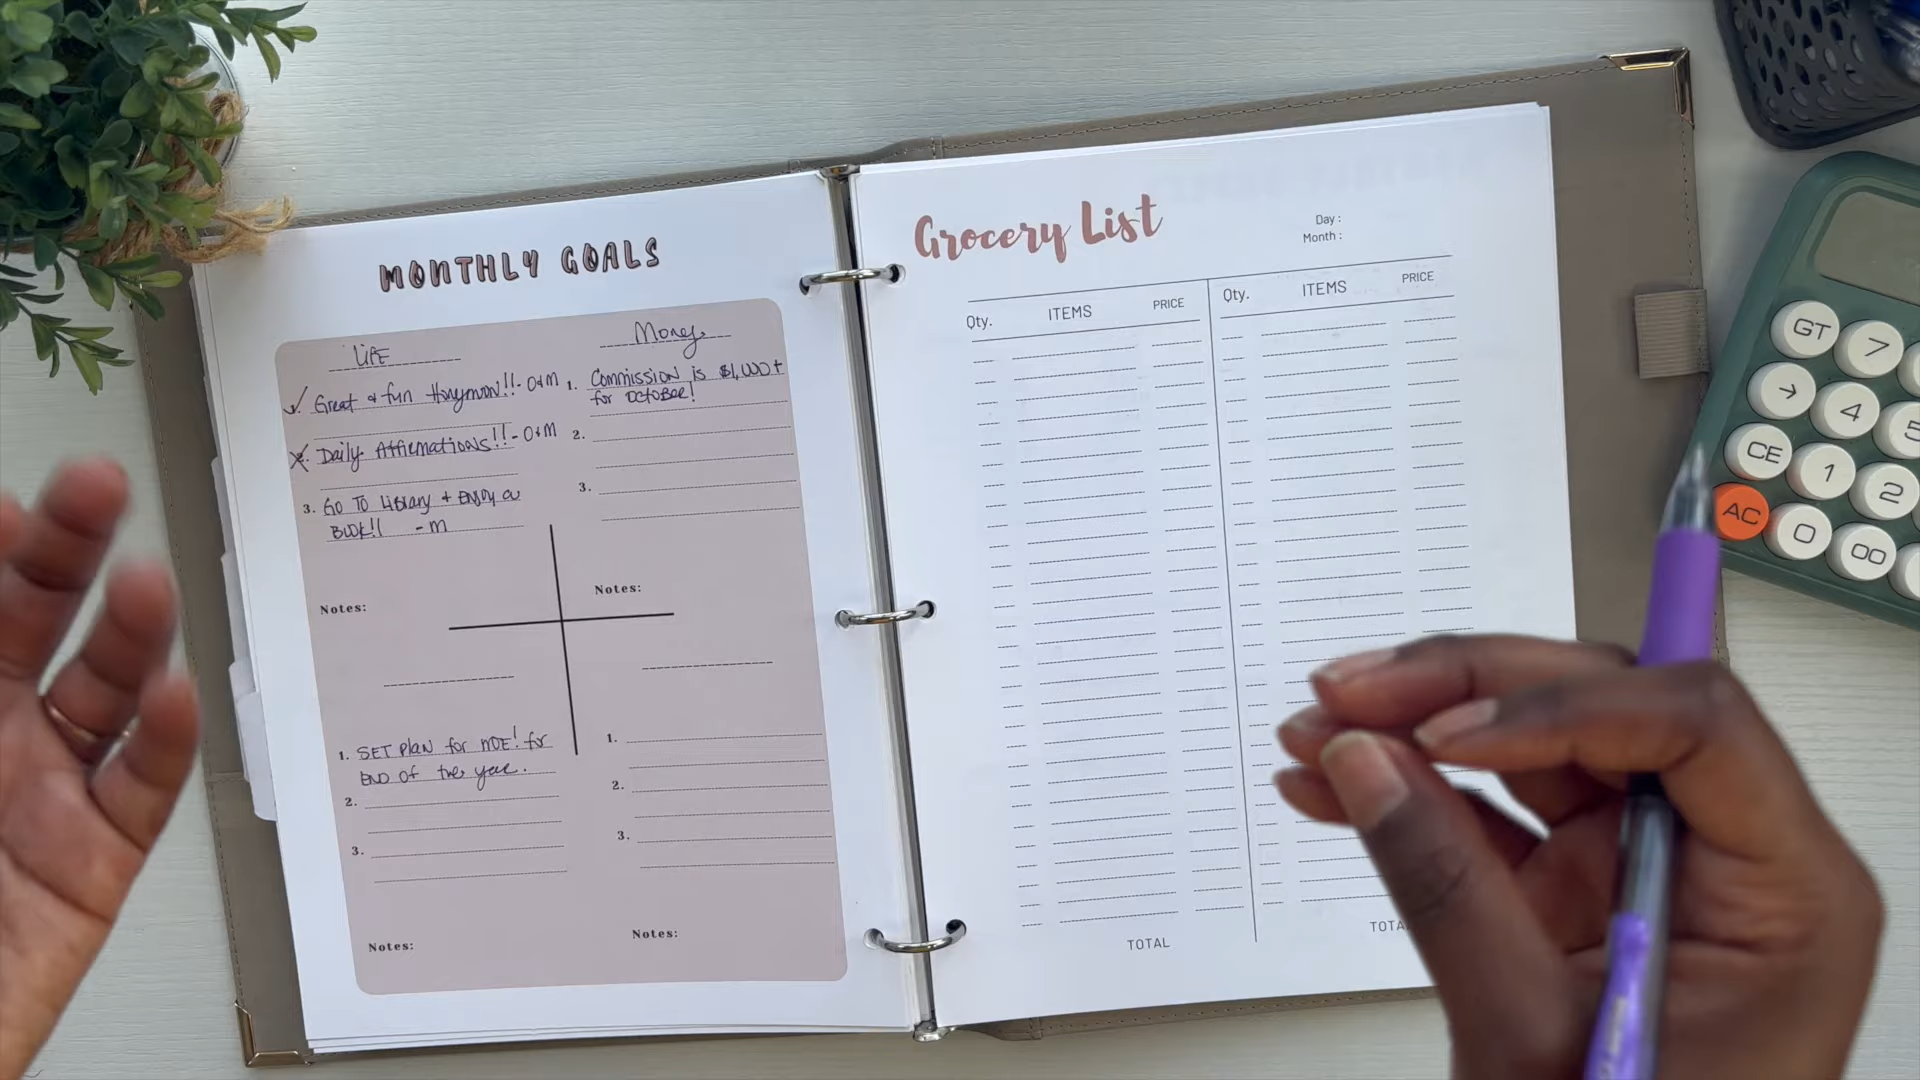 MONTHLY GOALS
LIFE
Great & fun Honymoon!! - O&M
Daily Affirmations!! - O&M
3. GO TO Library & ENJOY a
BOOK!! - M
Notes:
Money
1. Commission is $1,000+
for OCTOBER!
2.
3.
Notes:
1. SET Plan for MOE! for
END OF the year.
2.
3.
Notes:
1.
2.
3.
Notes:
Grocery List
Day :
Month :
Qty. ITEMS PRICE
Qty. ITEMS PRICE
TOTAL
GT 7
→ 4 5
CE 1 2
AC 0 00